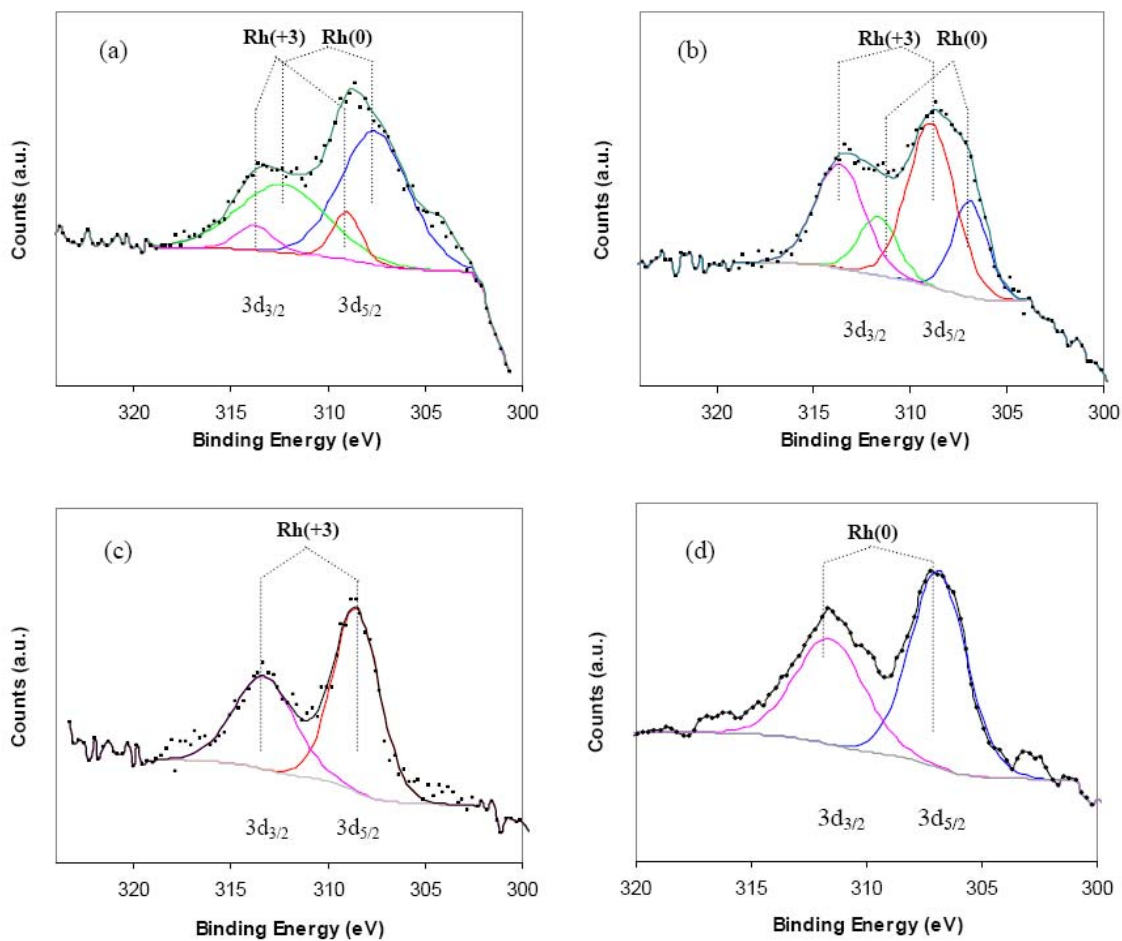 (a)
Rh(+3) Rh(0)
3d3/2 3d5/2
Counts (a.u.)
320 315 310 305 300
Binding Energy (eV)
(b)
Rh(+3) Rh(0)
3d3/2 3d5/2
Counts (a.u.)
320 315 310 305 300
Binding Energy (eV)
(c)
Rh(+3)
3d3/2 3d5/2
Counts (a.u.)
320 315 310 305 300
Binding Energy (eV)
(d)
Rh(0)
3d3/2 3d5/2
Counts (a.u.)
320 315 310 305 300
Binding Energy (eV)